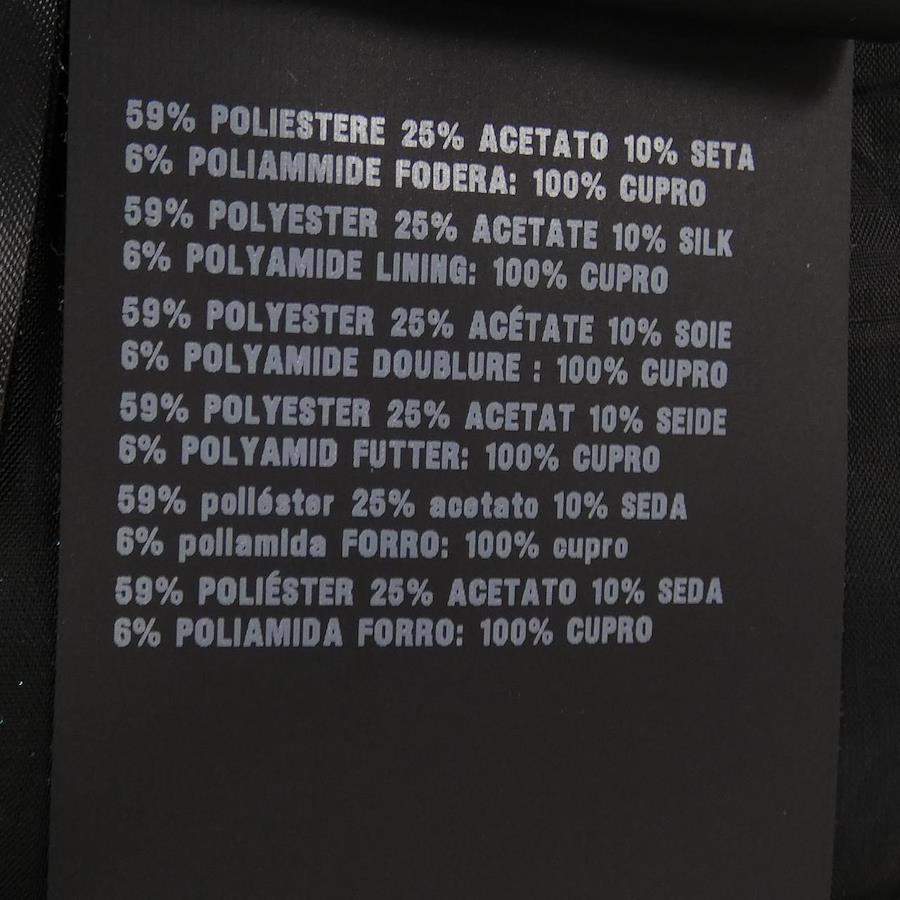 59% POLIESTERE 25% ACETATO 10% SETA
6% POLIAMMIDE FODERA: 100% CUPRO
59% POLYESTER 25% ACETATE 10% SILK
6% POLYAMIDE LINING: 100% CUPRO
59% POLYESTER 25% ACÉTATE 10% SOIE
6% POLYAMIDE DOUBLURE : 100% CUPRO
59% POLYESTER 25% ACETAT 10% SEIDE
6% POLYAMID FUTTER: 100% CUPRO
59% poliéster 25% acetato 10% SEDA
6% poliamida FORRO: 100% cupro
59% POLIÉSTER 25% ACETATO 10% SEDA
6% POLIAMIDA FORRO: 100% CUPRO